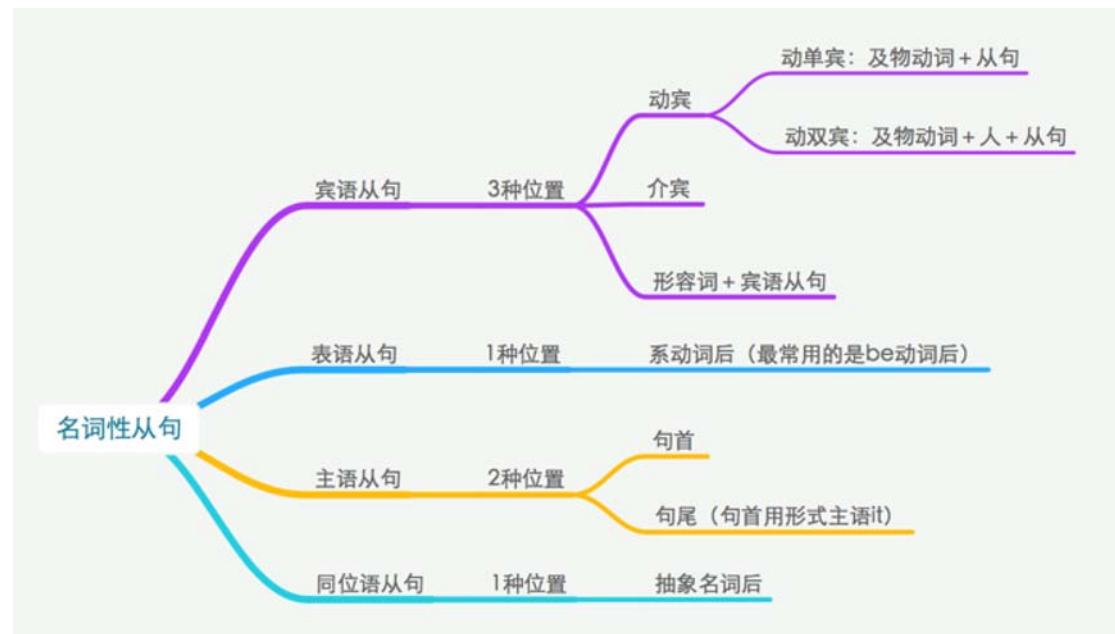 名词性从句
宾语从句
3种位置
动宾
动单宾：及物动词＋从句
动双宾：及物动词＋人＋从句
介宾
形容词＋宾语从句
表语从句
1种位置
系动词后（最常用的是be动词后）
主语从句
2种位置
句首
句尾（句首用形式主语it）
同位语从句
1种位置
抽象名词后